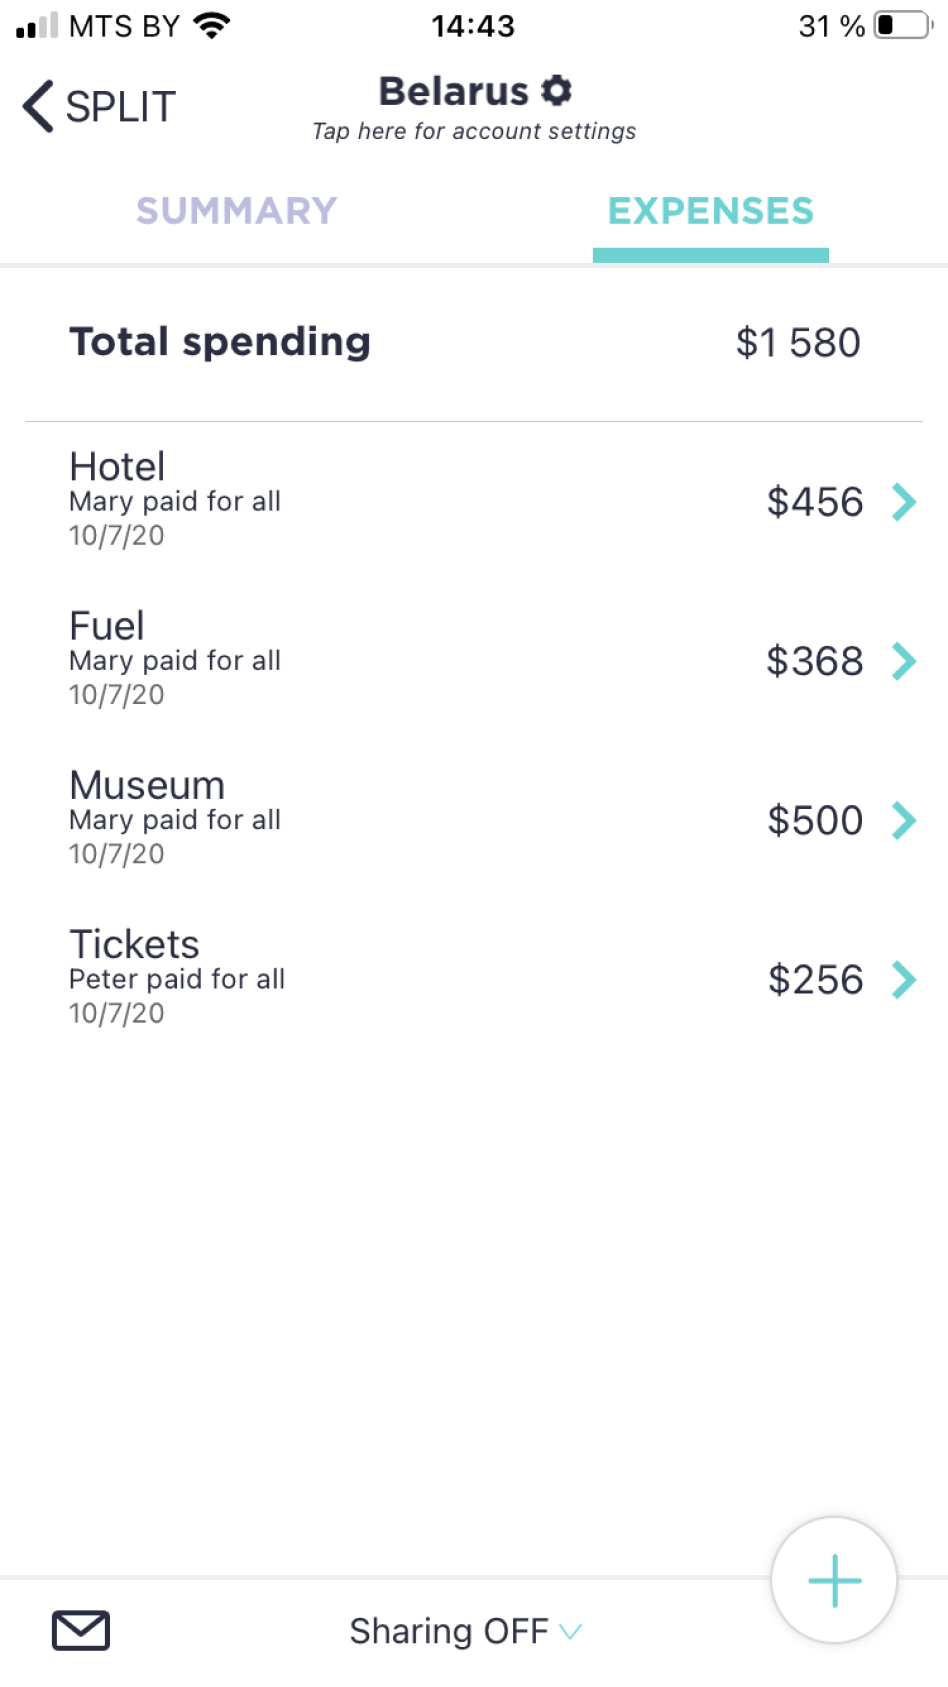 MTS BY 14:43 31 %
SPLIT
Belarus
Tap here for account settings
SUMMARY EXPENSES
Total spending $1 580
Hotel
Mary paid for all
10/7/20
$456
Fuel
Mary paid for all
10/7/20
$368
Museum
Mary paid for all
10/7/20
$500
Tickets
Peter paid for all
10/7/20
$256
Sharing OFF